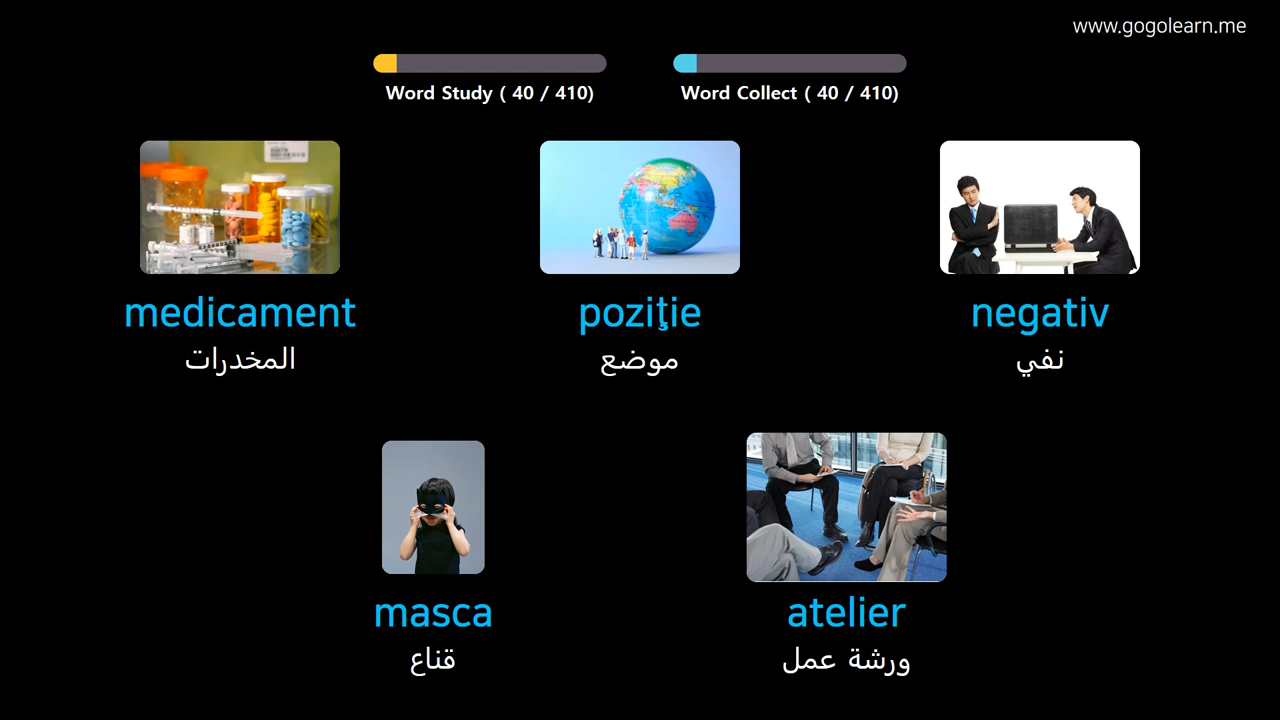 www.gogolearn.me
Word Study ( 40 / 410)
Word Collect ( 40 / 410)
medicament
poziţie
negativ
المخدرات
موضع
نفي
masca
atelier
قناع
ورشة عمل